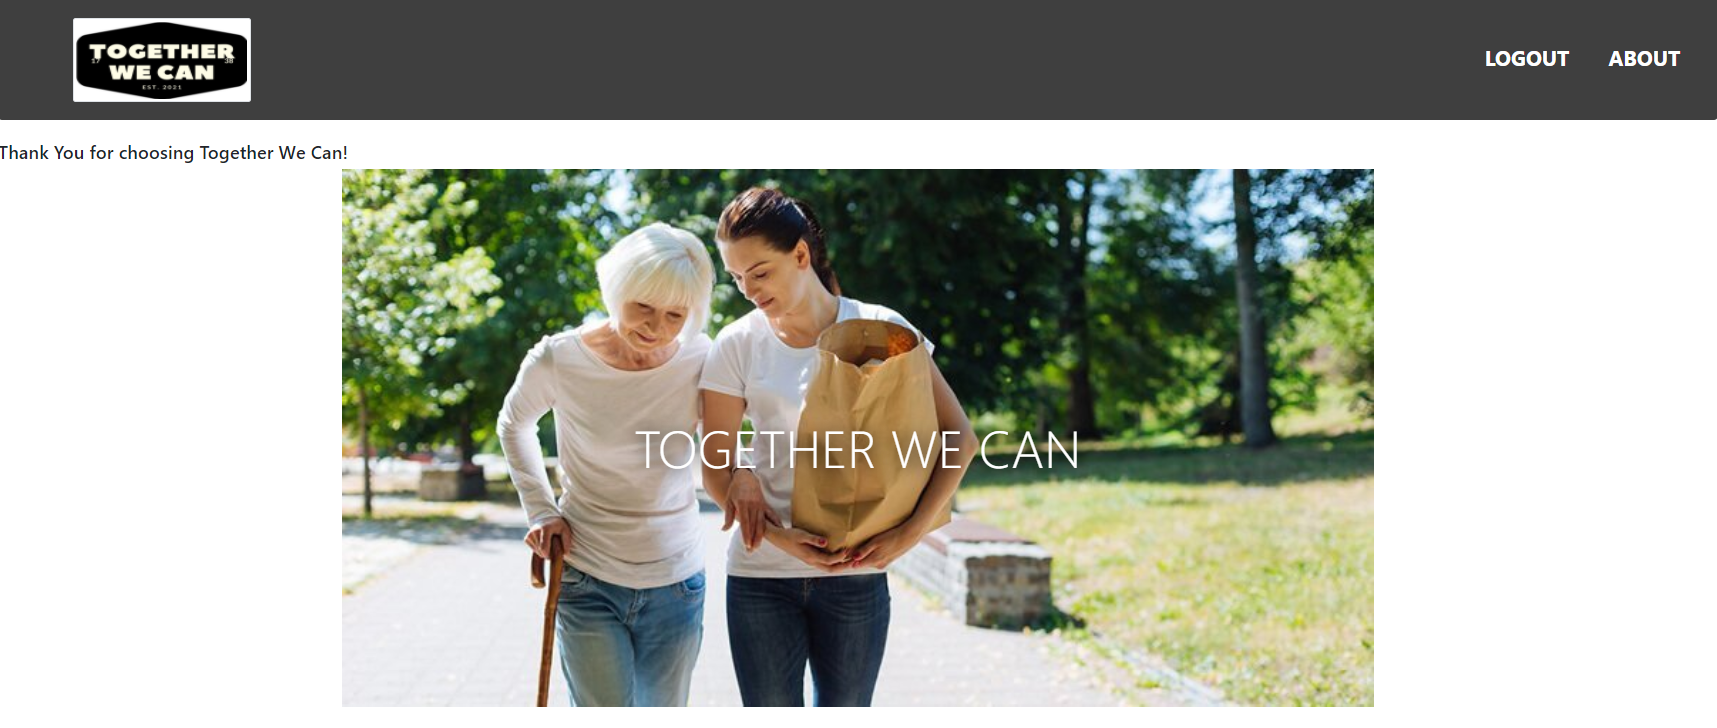 TOGETHER
17 38
WE CAN
EST. 2021
LOGOUT ABOUT
Thank You for choosing Together We Can!
TOGETHER WE CAN